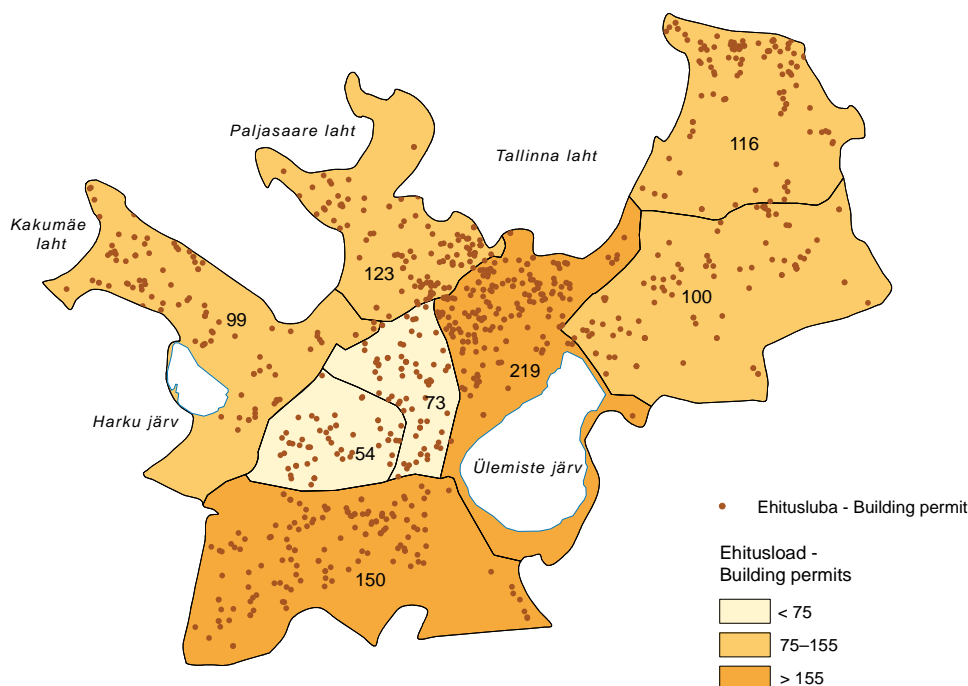 Paljasaare laht
Tallinna laht
116
Kakumäe
laht
123
100
99
219
73
Harku järv
54
Ülemiste järv
150
Ehitusluba - Building permit
Ehitusload -
Building permits
< 75
75–155
> 155